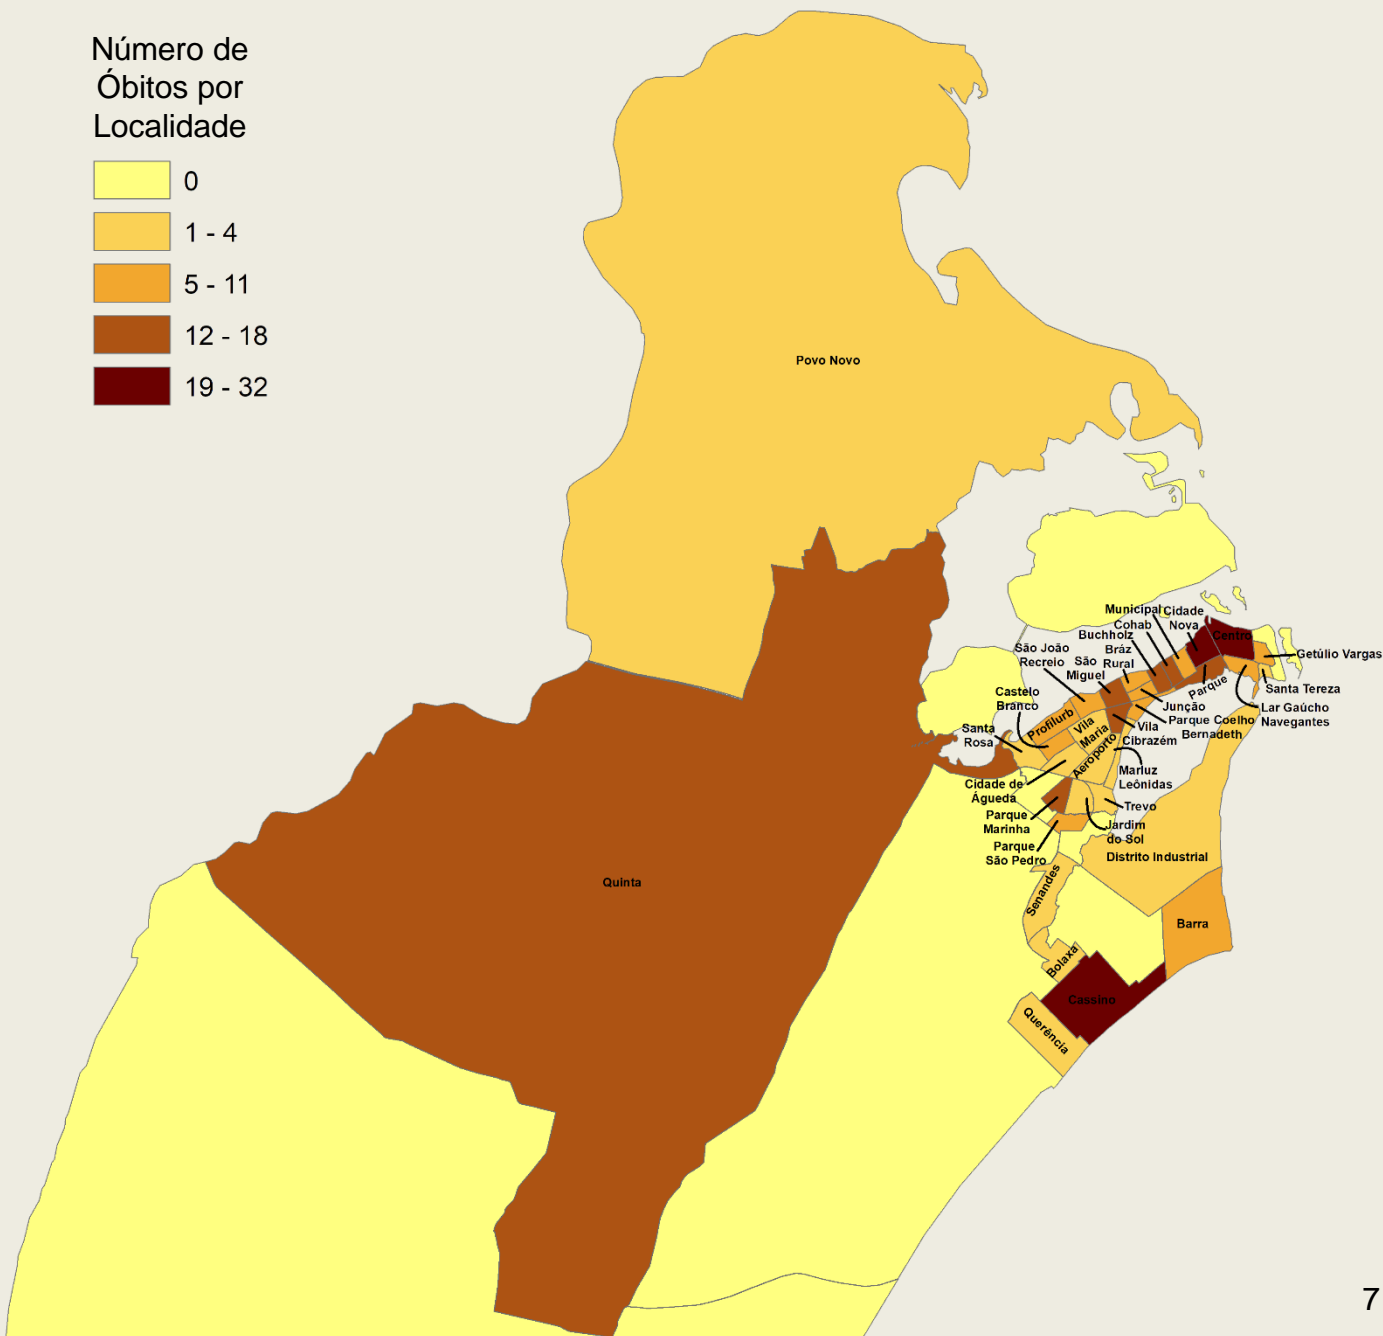 Número de
Óbitos por
Localidade
0
1 - 4
5 - 11
12 - 18
19 - 32
Povo Novo
Municipal
Cidade
Nova
Cohab
Buchholz
Bráz
Rural
São
Miguel
São João
Recreio
Castelo
Branco
Santa
Rosa
Centro
Getúlio Vargas
Santa Tereza
Lar Gaúcho
Navegantes
Parque
Junção
Parque Coelho
Bernadeth
Vila
Cibrazém
Profilurb
Vila
Maria
Aeroporto
Marluz
Leônidas
Cidade de
Águeda
Trevo
Parque
Marinha
Jardim
do Sol
Parque
São Pedro
Distrito Industrial
Quinta
Senandes
Barra
Bolaxa
Cassino
Querência
7